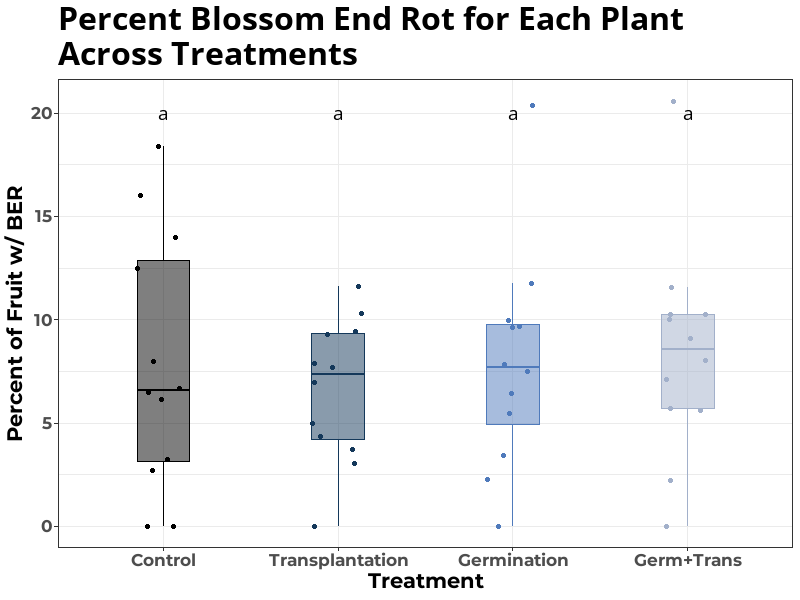 Percent Blossom End Rot for Each Plant
Across Treatments
Percent of Fruit w/ BER
20
15
10
5
0
a a a a
Control Transplantation Germination Germ+Trans
Treatment